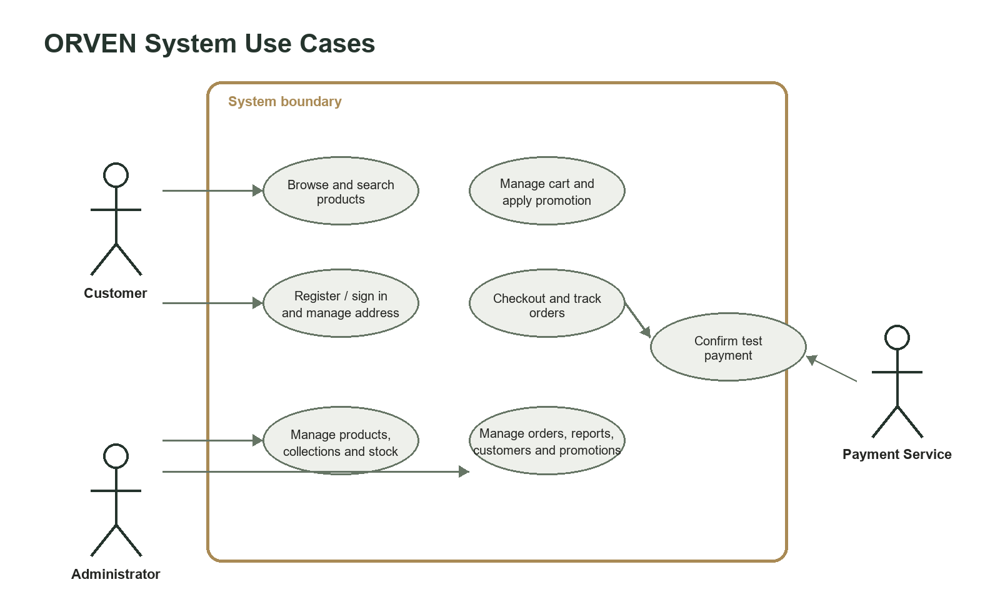 ORVEN System Use Cases
System boundary
Browse and search
products
Manage cart and
apply promotion
Customer
Register / sign in
and manage address
Checkout and track
orders
Confirm test
payment
Payment Service
Manage products,
collections and stock
Manage orders, reports,
customers and promotions
Administrator